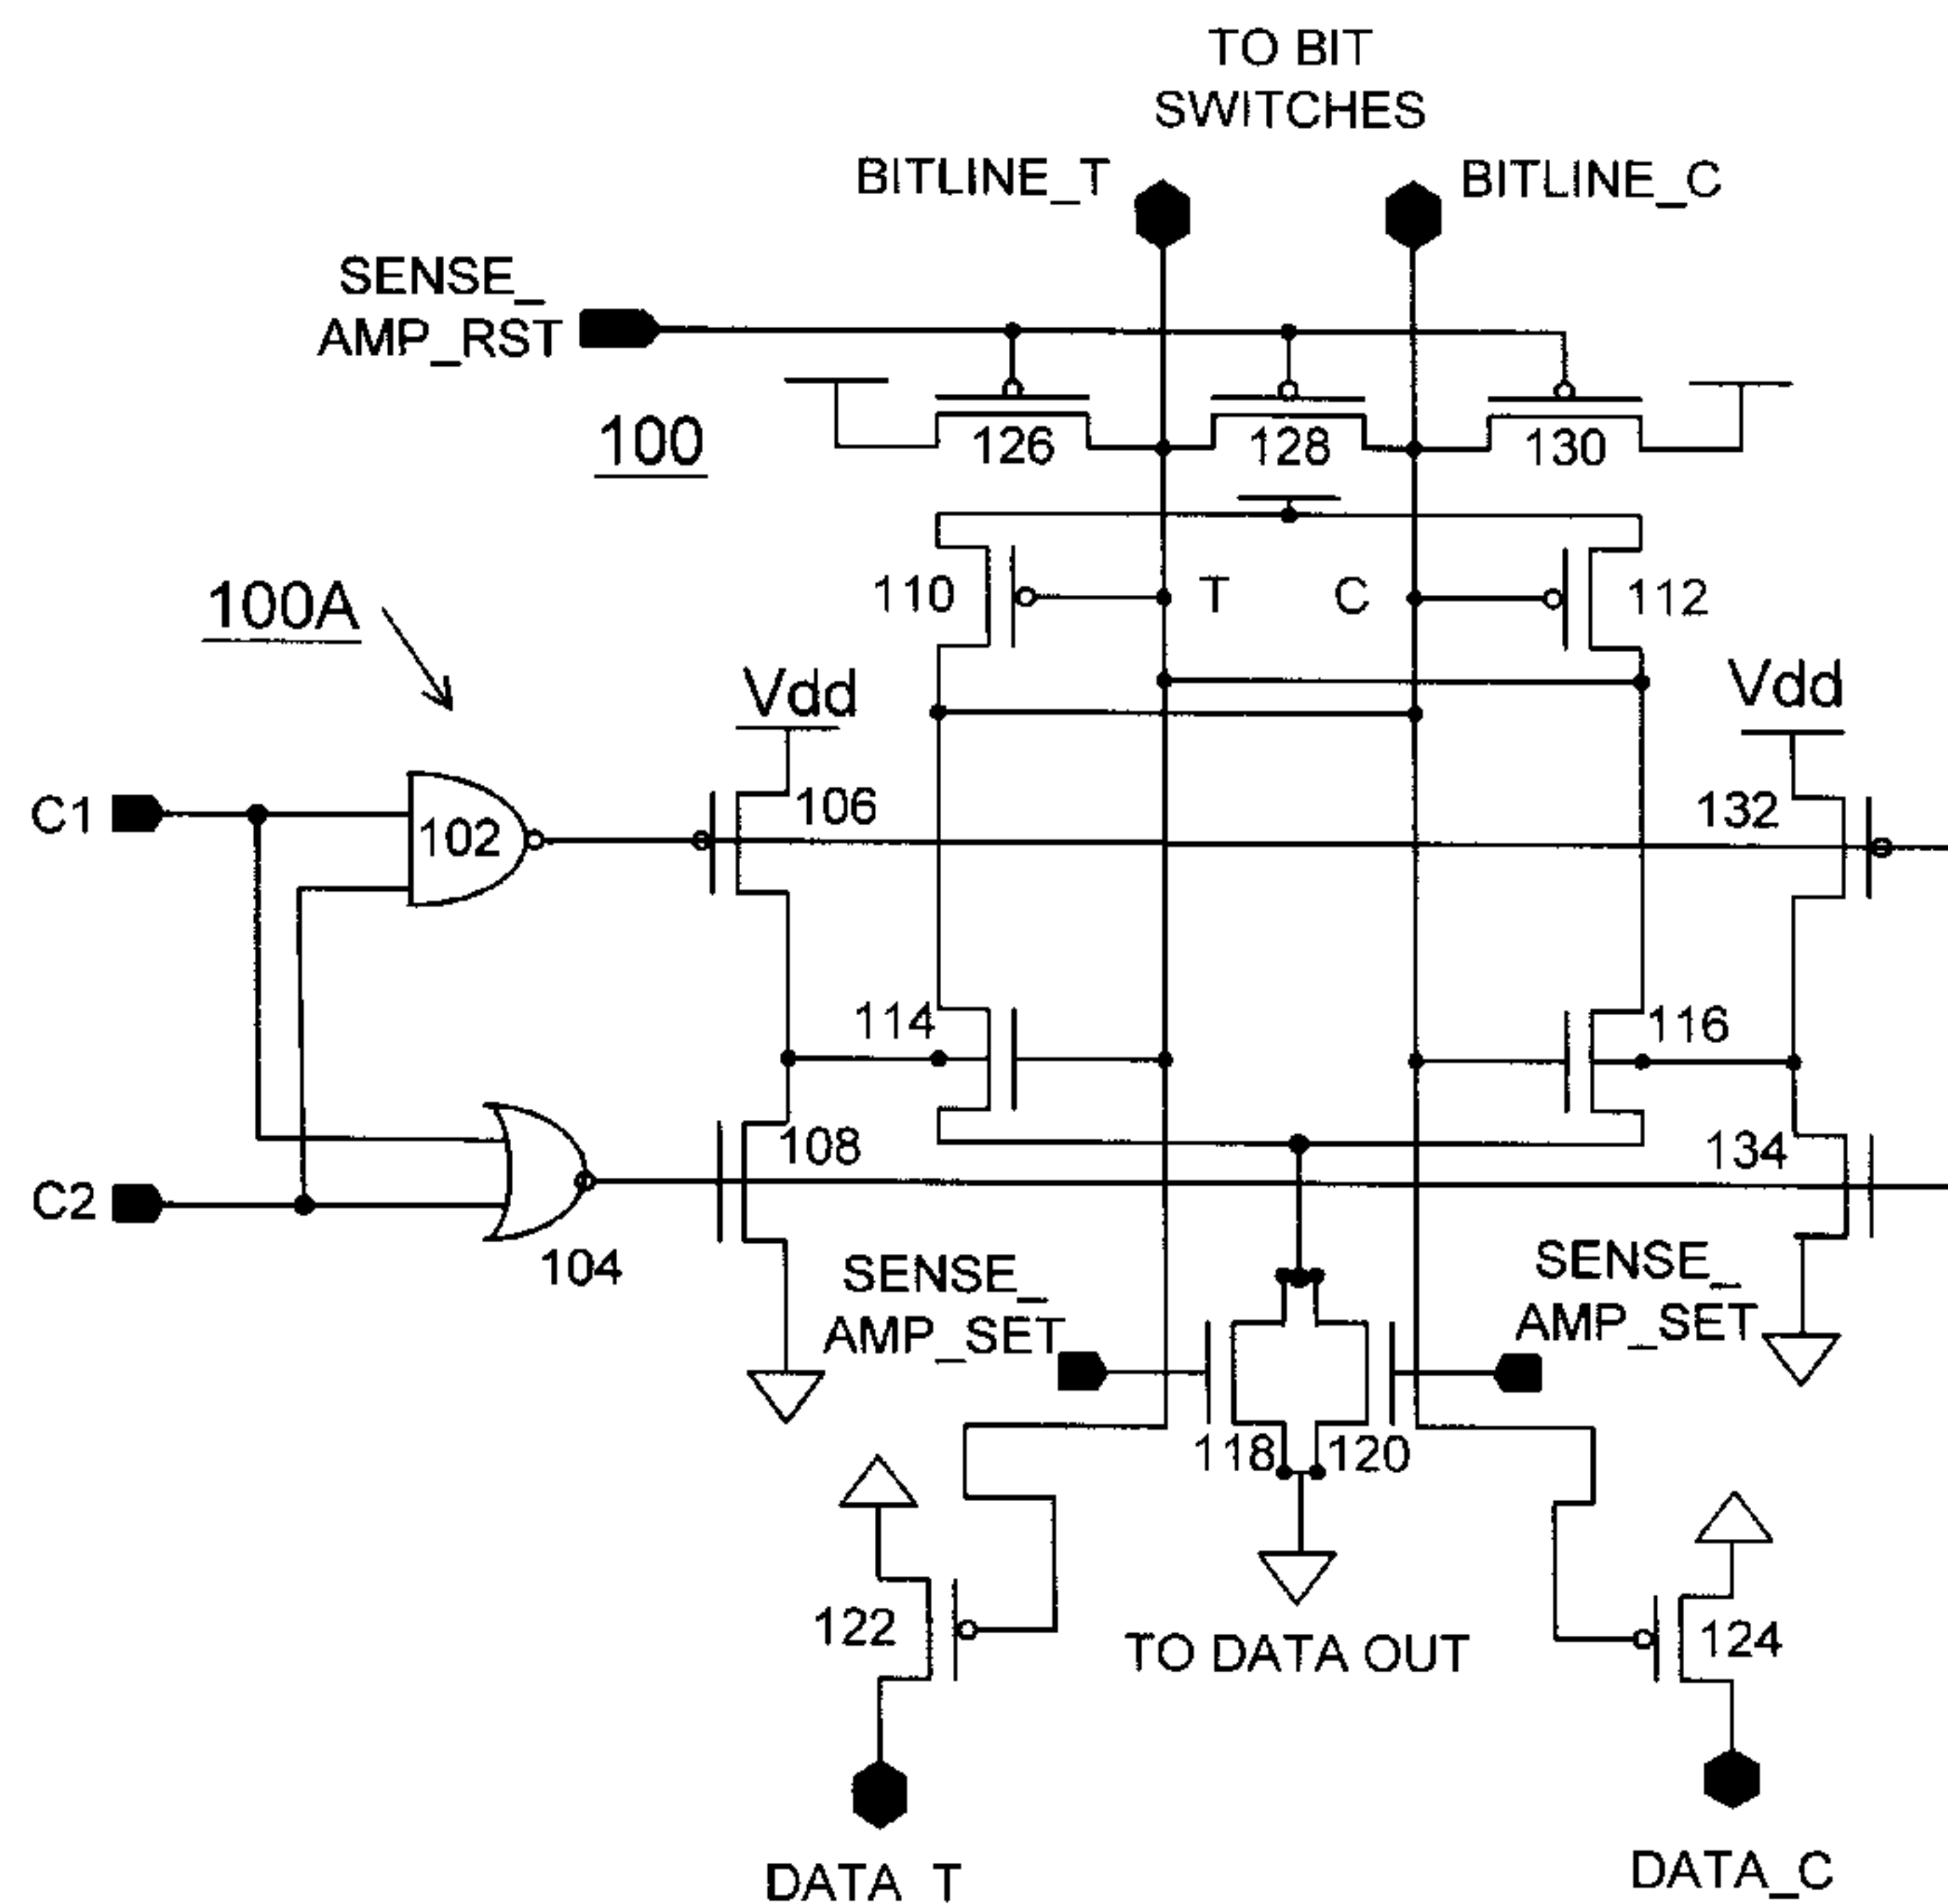 TO BIT
SWITCHES
BITLINE_T
BITLINE_C
SENSE_
AMP_RST
100
126
128
130
110
T
C
112
100A
Vdd
Vdd
C1
102
106
132
114
116
C2
104
108
134
SENSE_
AMP_SET
SENSE_
AMP_SET
118
120
122
TO DATA OUT
124
DATA_T
DATA_C